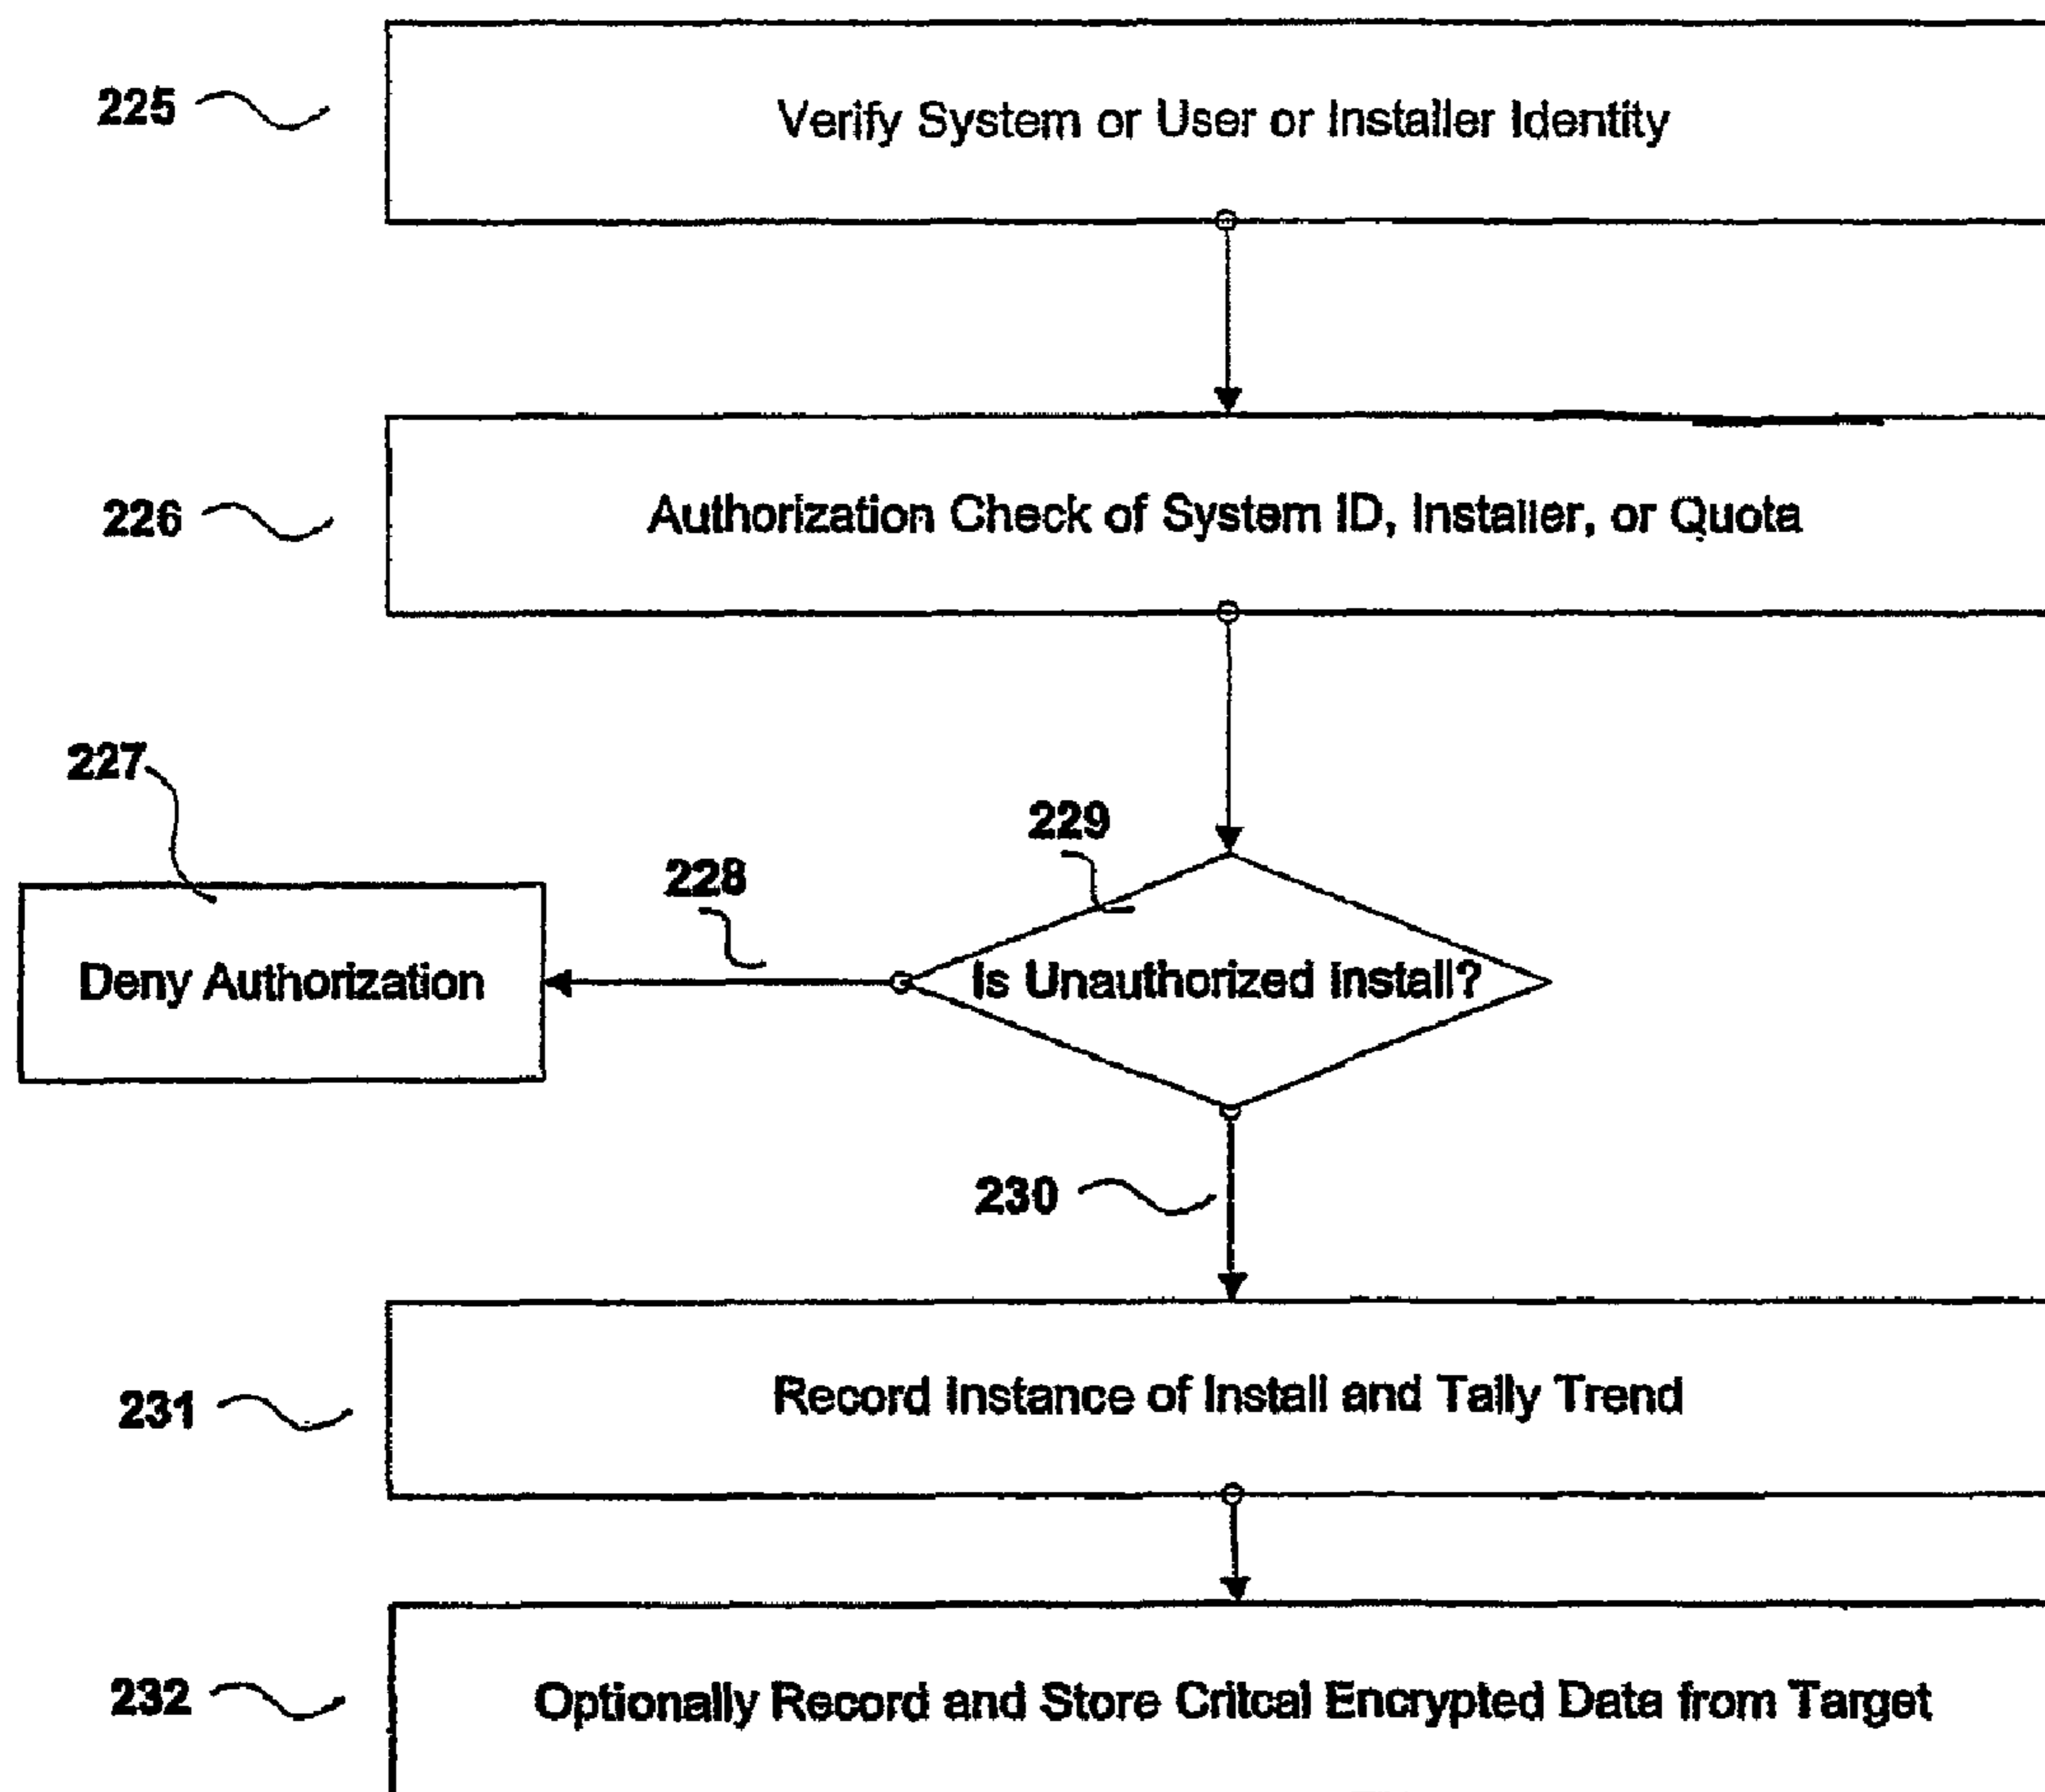 225
Verify System or User or Installer Identity
226
Authorization Check of System ID, Installer, or Quota
227
229
228
Deny Authorization
Is Unauthorized Install?
230
231
Record Instance of Install and Tally Trend
232
Optionally Record and Store Critcal Encrypted Data from Target